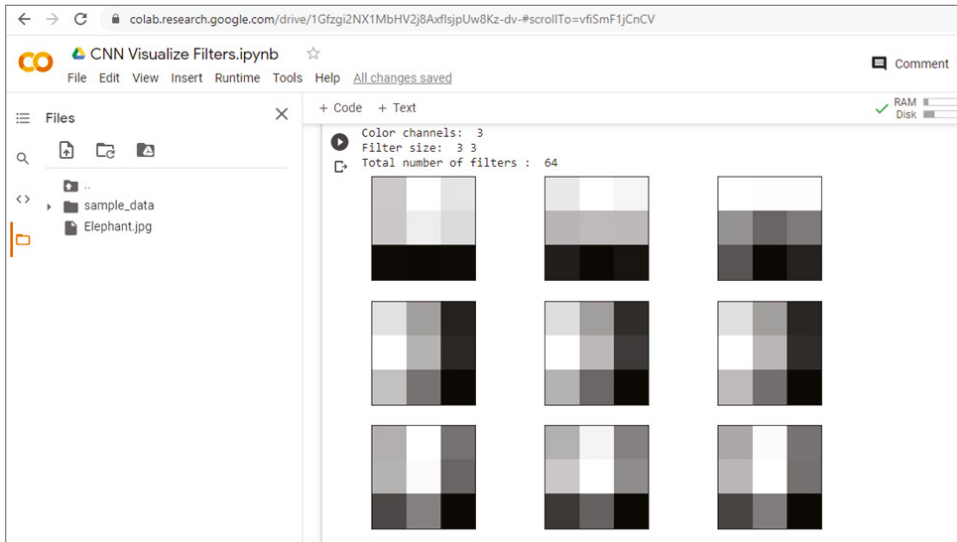 colab.research.google.com/drive/1Gfzgi2NX1MbHV2j8AxflsjpUw8Kz-dv-#scrollTo=vfiSmF1jCnCV
CNN Visualize Filters.ipynb
File Edit View Insert Runtime Tools Help All changes saved
Comment
Files
+ Code + Text
RAM
Disk
..
sample_data
Elephant.jpg
Color channels: 3
Filter size: 3 3
Total number of filters : 64